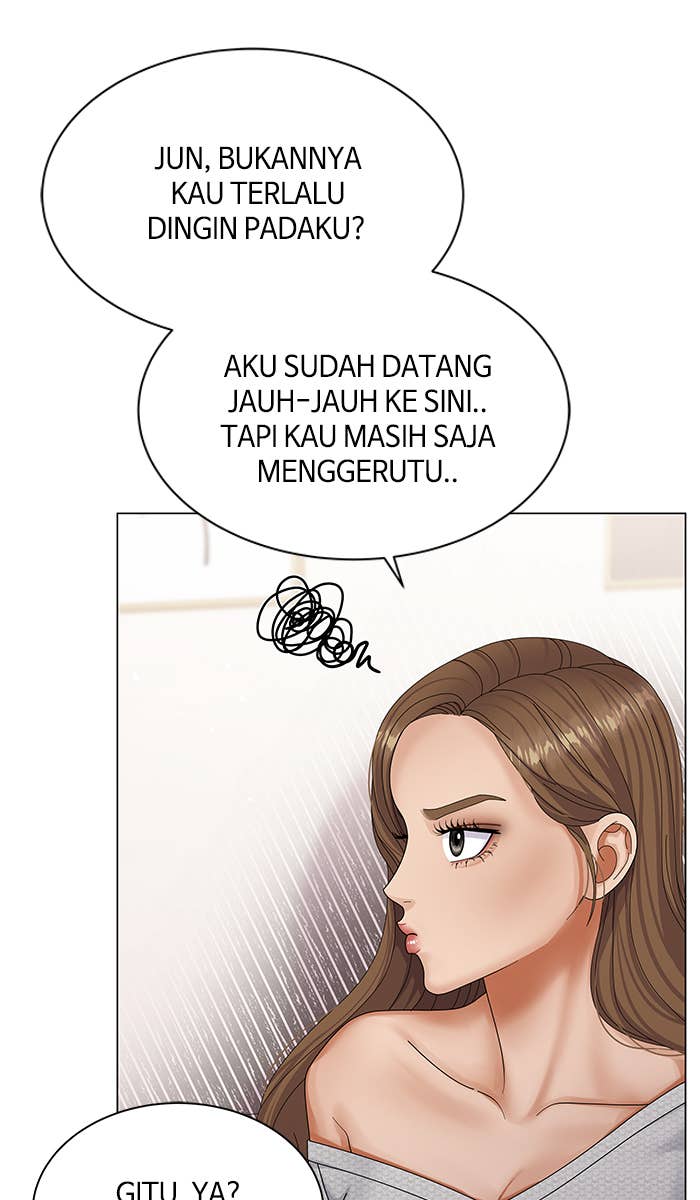 JUN, BUKANNYA
KAU TERLALU
DINGIN PADAKU?
AKU SUDAH DATANG
JAUH-JAUH KE SINI..
TAPI KAU MASIH SAJA
MENGGERUTU..
GITU, YA?